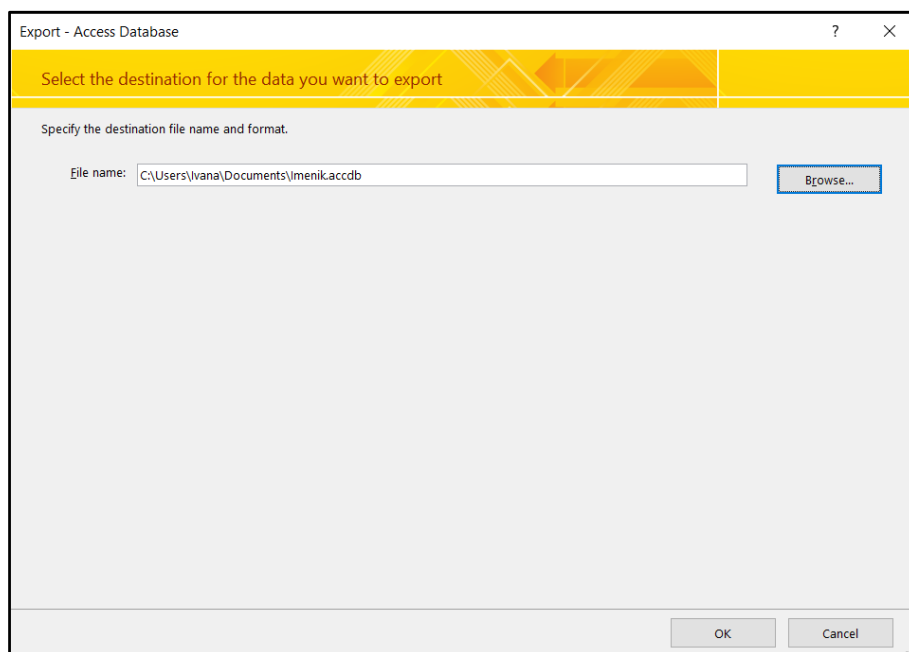 Export - Access Database
Select the destination for the data you want to export
Specify the destination file name and format.
File name: C:\Users\Ivana\Documents\Imenik.accdb Browse...
OK Cancel